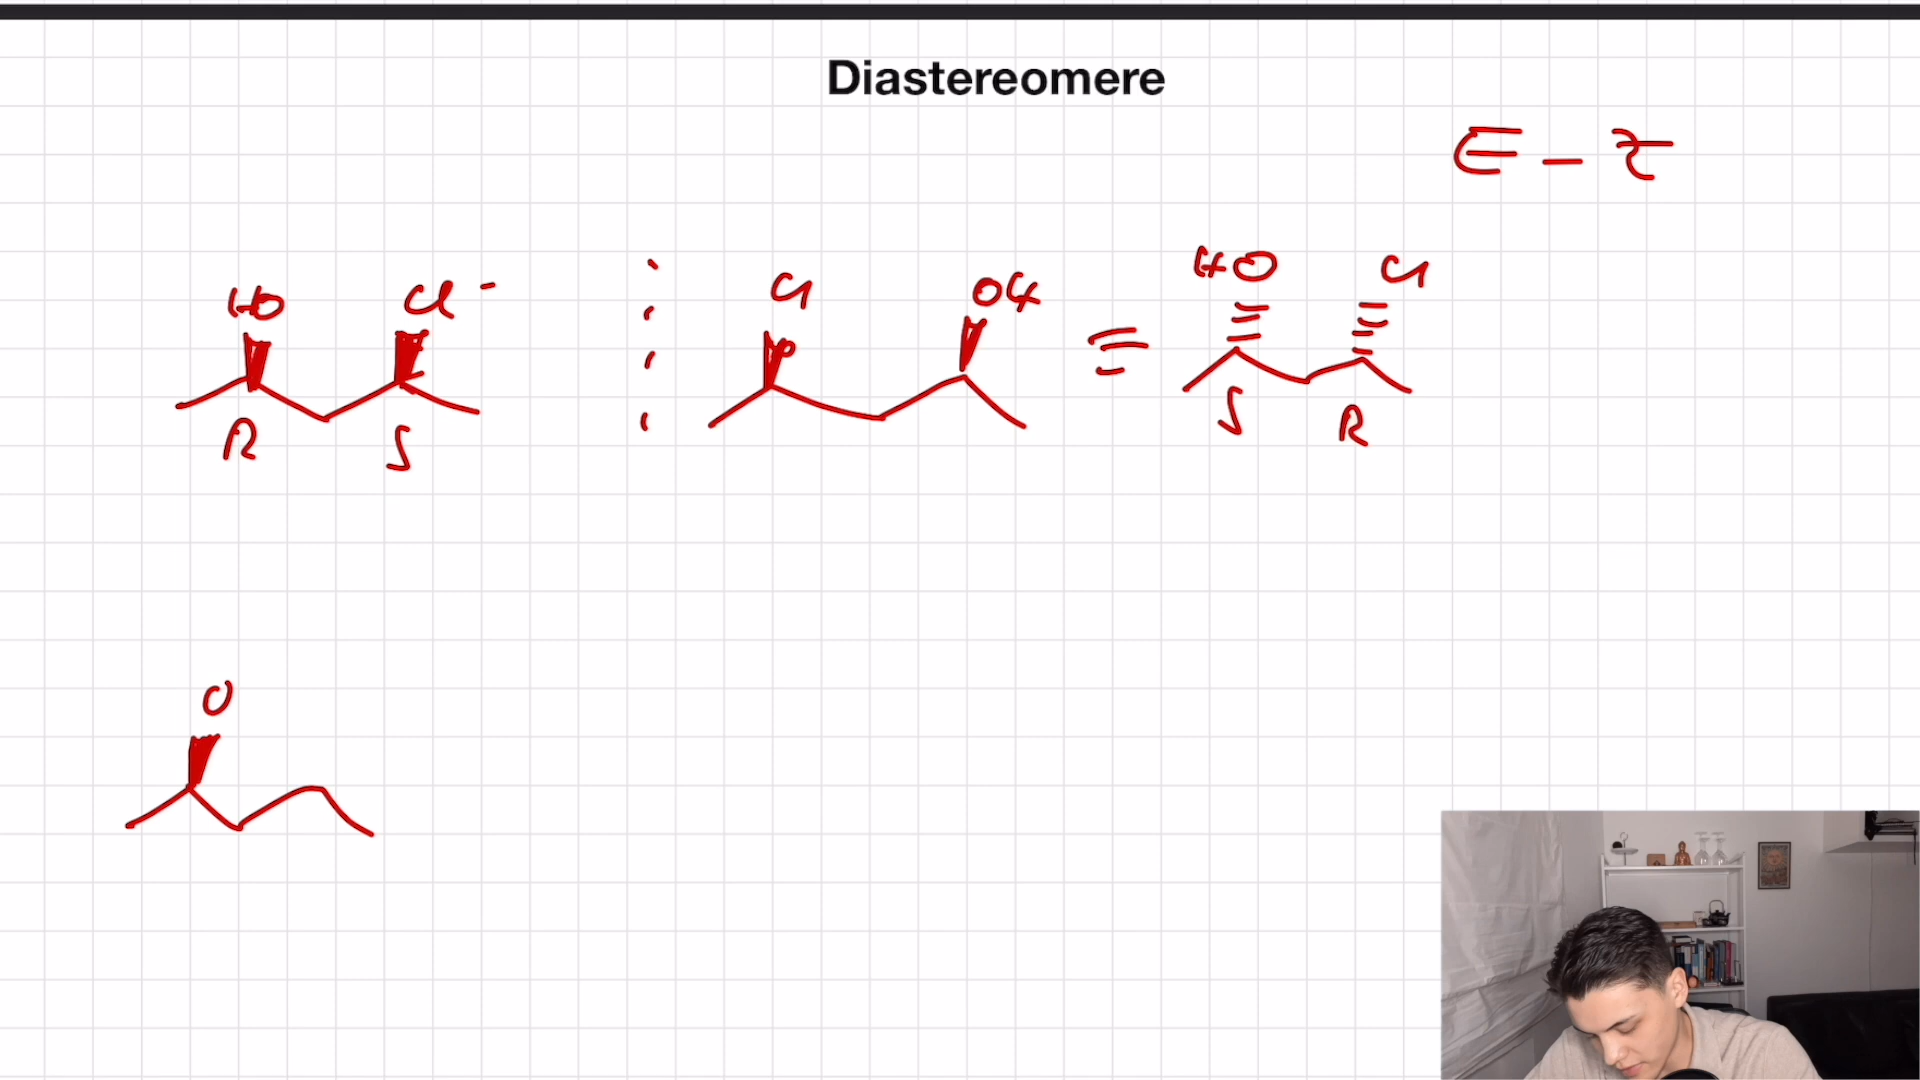 Diastereomere
E - Z
HO Cl Cl OH HO Cl
S R
R S
O